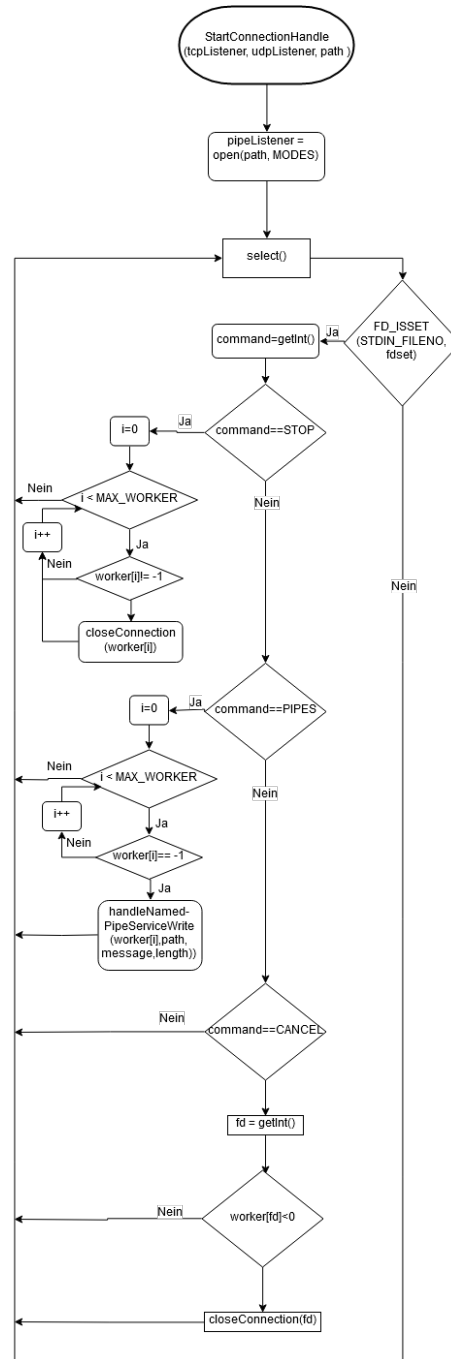 StartConnectionHandle
(tcpListener, udpListener, path )
pipeListener =
open(path, MODES)
select()
FD_ISSET
(STDIN_FILENO,
fdset)
Ja
command=getInt()
command==STOP
Ja
i=0
Nein
i < MAX_WORKER
Nein
i++
Ja
Nein
worker[i]!= -1
closeConnection
(worker[i])
Nein
command==PIPES
Ja
i=0
Nein
i < MAX_WORKER
Nein
i++
Ja
Nein
worker[i]== -1
Ja
handleNamed-
PipeServiceWrite
(worker[i],path,
message,length))
command==CANCEL
Nein
fd = getInt()
worker[fd]<0
Nein
closeConnection(fd)